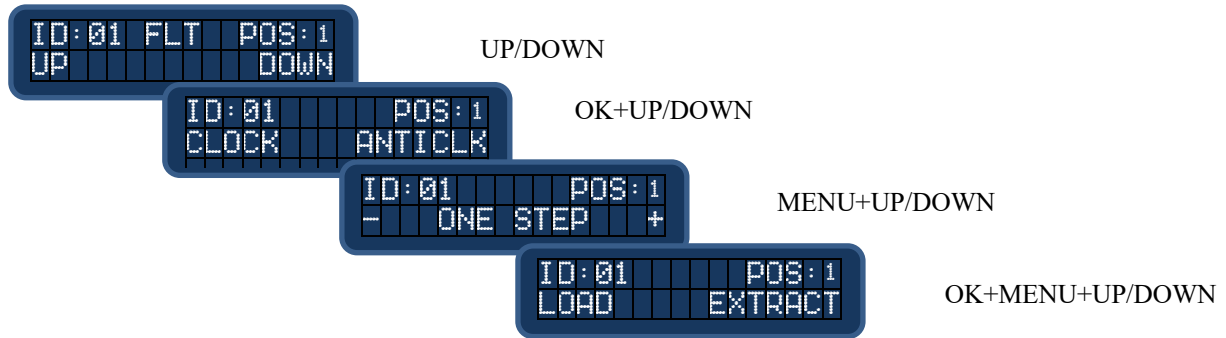 ID:01 FLT POS:1
UP DOWN
UP/DOWN
ID:01 POS:1
CLOCK ANTICLK
OK+UP/DOWN
ID:01 POS:1
- ONE STEP +
MENU+UP/DOWN
ID:01 POS:1
LOAD EXTRACT
OK+MENU+UP/DOWN